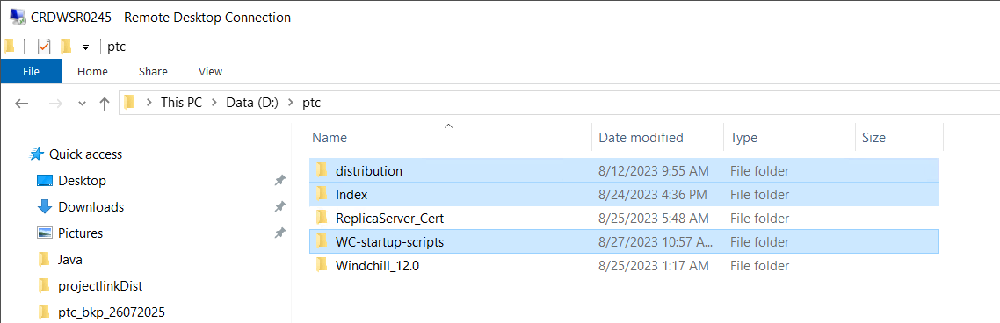 CRDWSR0245 - Remote Desktop Connection
ptc
File Home Share View
This PC Data (D:) ptc
Name Date modified Type Size
Quick access
Desktop
Downloads
Pictures
Java
projectlinkDist
ptc_bkp_26072025
distribution 8/12/2023 9:55 AM File folder
Index 8/24/2023 4:36 PM File folder
ReplicaServer_Cert 8/25/2023 5:48 AM File folder
WC-startup-scripts 8/27/2023 10:57 A... File folder
Windchill_12.0 8/25/2023 1:17 AM File folder